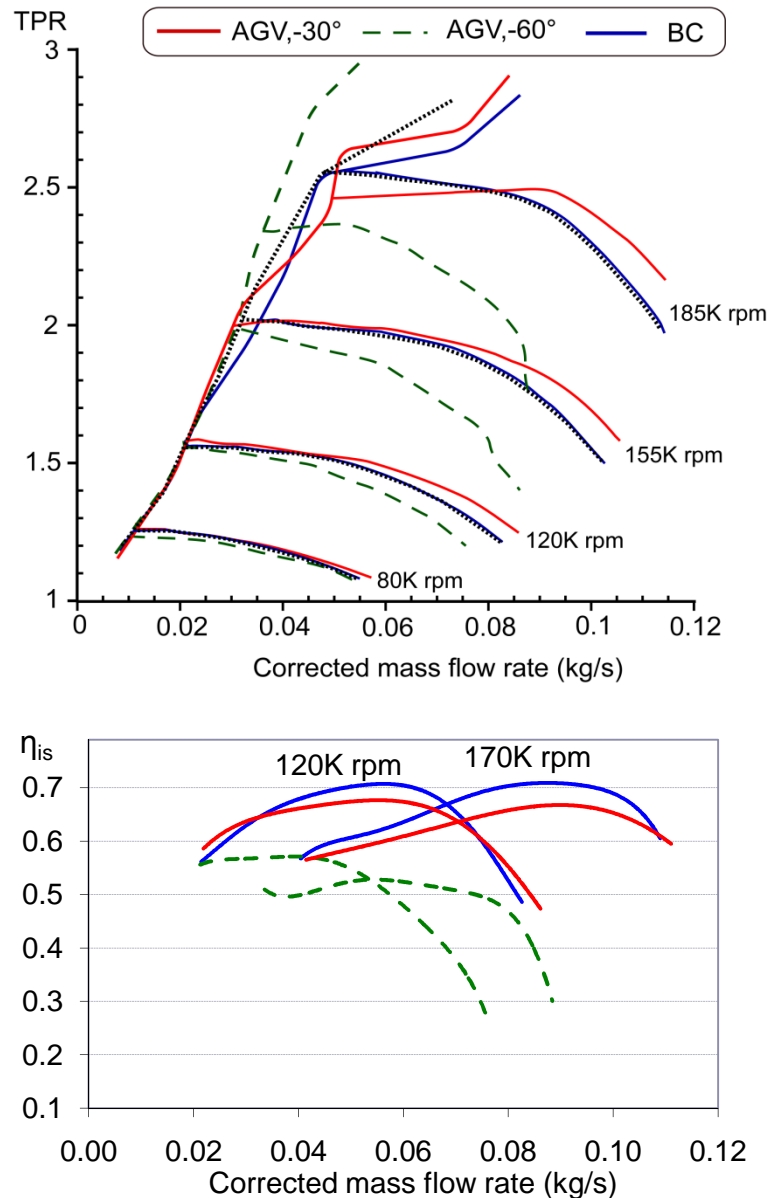 TPR
AGV,-30° AGV,-60° BC
3
2.5
2
1.5
1
185K rpm
155K rpm
120K rpm
80K rpm
0 0.02 0.04 0.06 0.08 0.1 0.12
Corrected mass flow rate (kg/s)
ηis
120K rpm 170K rpm
0.7
0.6
0.5
0.4
0.3
0.2
0.1
0.00 0.02 0.04 0.06 0.08 0.10 0.12
Corrected mass flow rate (kg/s)